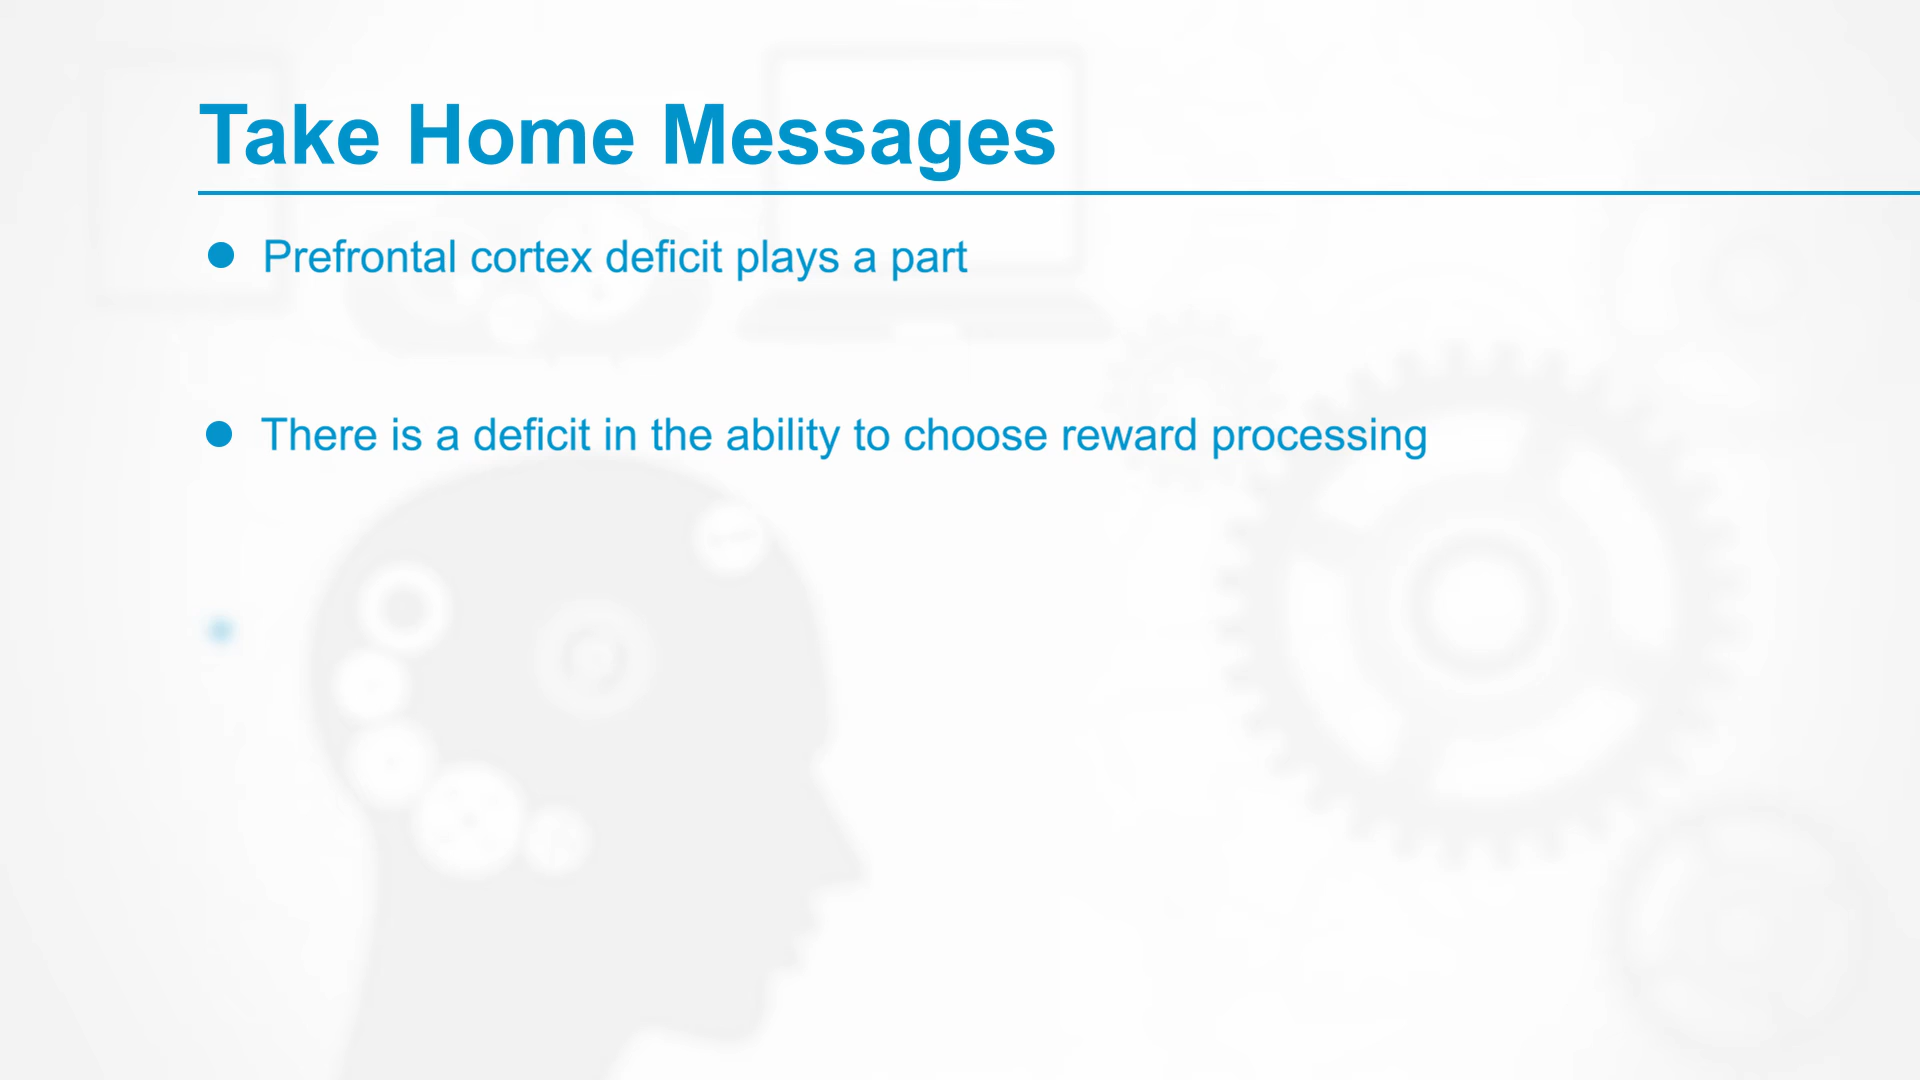 Take Home Messages
Prefrontal cortex deficit plays a part
There is a deficit in the ability to choose reward processing